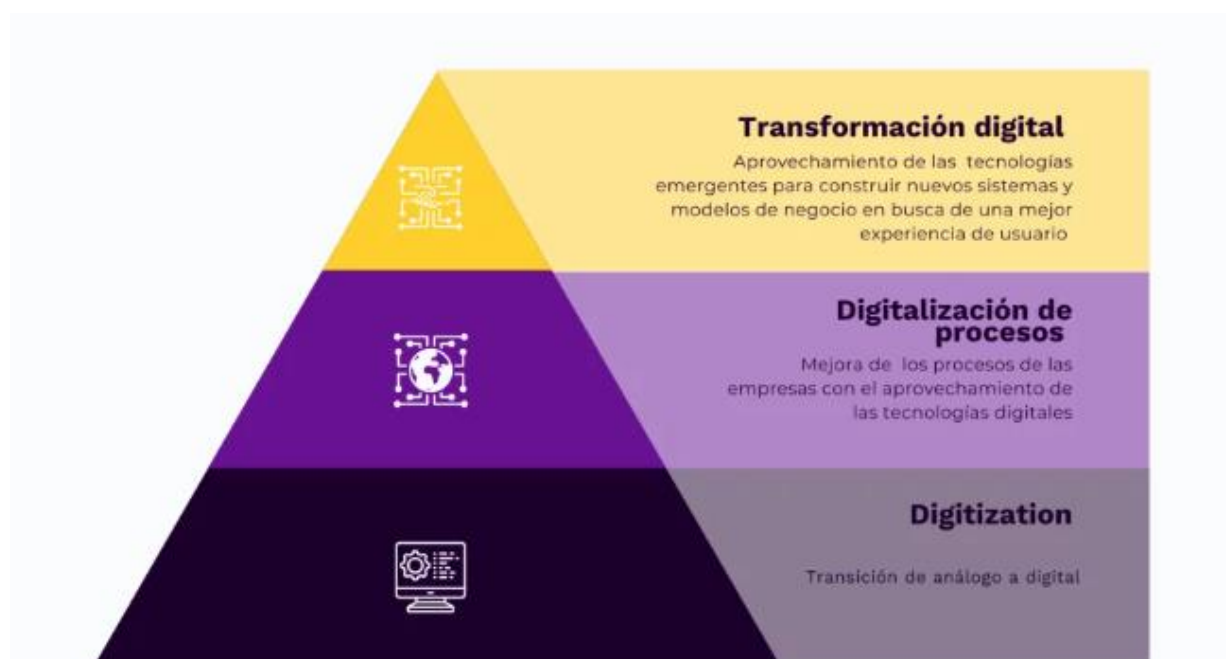 Transformación digital
Aprovechamiento de las tecnologías
emergentes para construir nuevos sistemas y
modelos de negocio en busca de una mejor
experiencia de usuario
Digitalización de
procesos
Mejora de los procesos de las
empresas con el aprovechamiento de
las tecnologías digitales
Digitization
Transición de análogo a digital